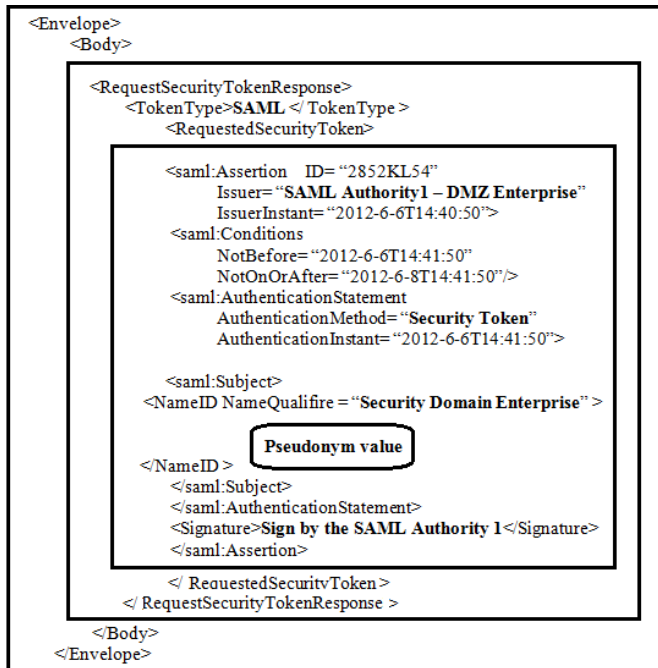 <Envelope>
<Body>
<RequestSecurityTokenResponse>
<TokenType>SAML </ TokenType >
<RequestedSecurityToken>
<saml:Assertion ID= “2852KL54”
Issuer= “SAML Authority1 – DMZ Enterprise”
IssuerInstant= “2012-6-6T14:40:50”>
<saml:Conditions
NotBefore= “2012-6-6T14:41:50”
NotOnOrAfter= “2012-6-8T14:41:50”/>
<saml:AuthenticationStatement
AuthenticationMethod= “Security Token”
AuthenticationInstant= “2012-6-6T14:41:50”>
<saml:Subject>
<NameID NameQualifire = “Security Domain Enterprise” >
Pseudonym value
</NameID >
</saml:Subject>
</saml:AuthenticationStatement>
<Signature>Sign by the SAML Authority 1</Signature>
</saml:Assertion>
</ RequestedSecurityToken >
</ RequestSecurityTokenResponse >
</Body>
</Envelope>